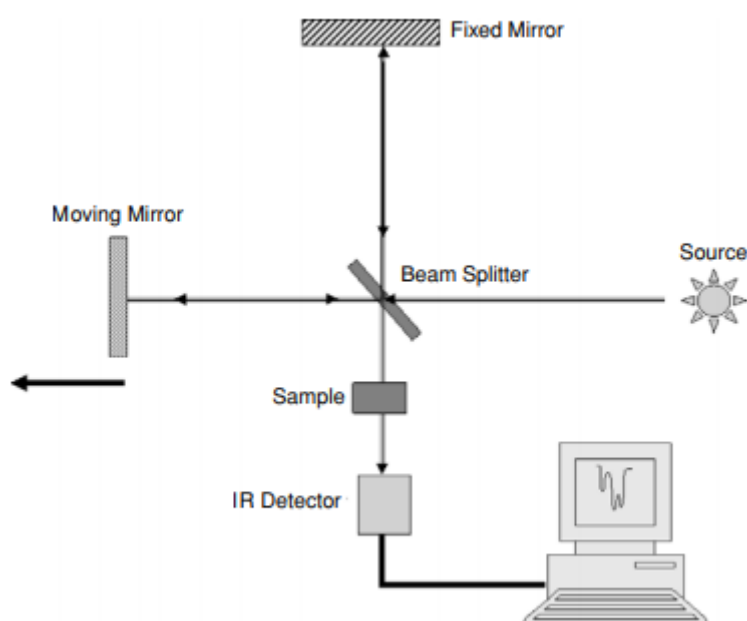 Fixed Mirror
Moving Mirror
Source
Beam Splitter
Sample
IR Detector